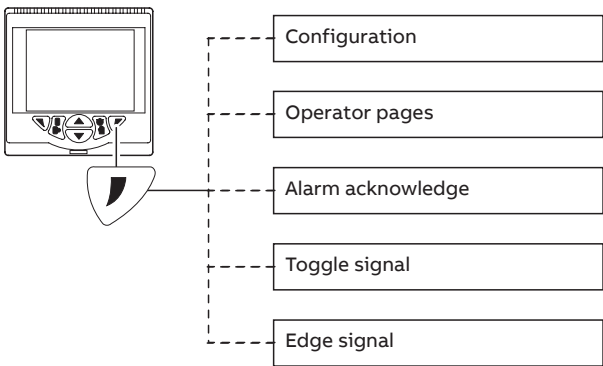 Configuration
Operator pages
Alarm acknowledge
Toggle signal
Edge signal